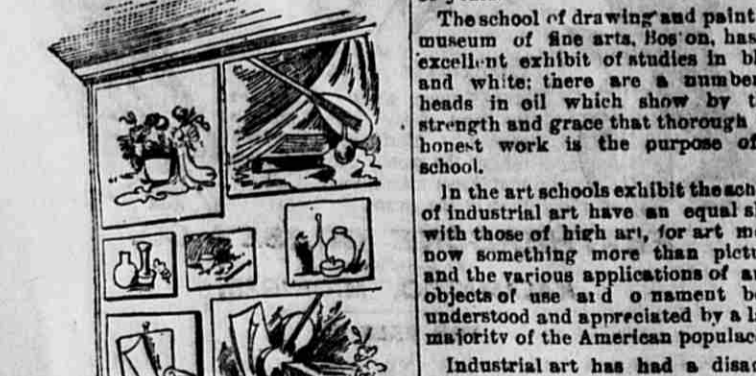 The school of drawing and paint
museum of fine arts, Boston, has
excellent exhibit of studies in bl
and white; there are a number
heads in oil which show by t
strength and grace that thorough
honest work is the purpose of
school.
In the art schools exhibit the
of industrial art have an equal s
with those of high art, for art m
now something more than pictu
and the various applications of a
objects of use and o nament b
understood and appreciated by a l
majority of the American populac
Industrial art has had a disa